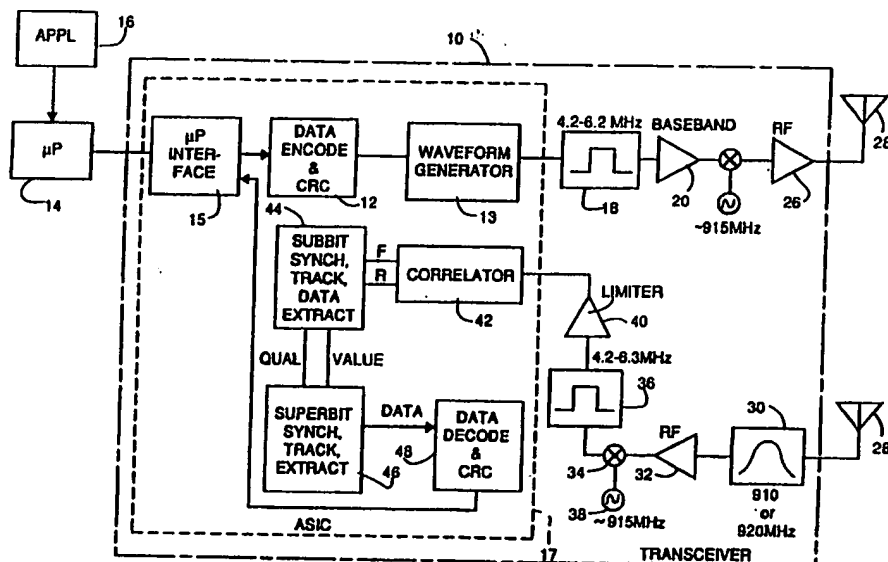 APPL
16
10
μP
14
μP
INTER-
FACE
15
DATA
ENCODE
&
CRC
12
WAVEFORM
GENERATOR
13
4.2-6.2 MHz
18
BASEBAND
20
~915MHz
RF
26
28
44
SUBBIT
SYNCH,
TRACK,
DATA
EXTRACT
F
R
CORRELATOR
42
LIMITER
40
4.2-6.3MHz
36
QUAL
VALUE
SUPERBIT
SYNCH,
TRACK,
EXTRACT
46
DATA
48
DATA
DECODE
&
CRC
34
38
~915MHz
RF
32
30
910
or
920MHz
28
ASIC
17
TRANSCEIVER